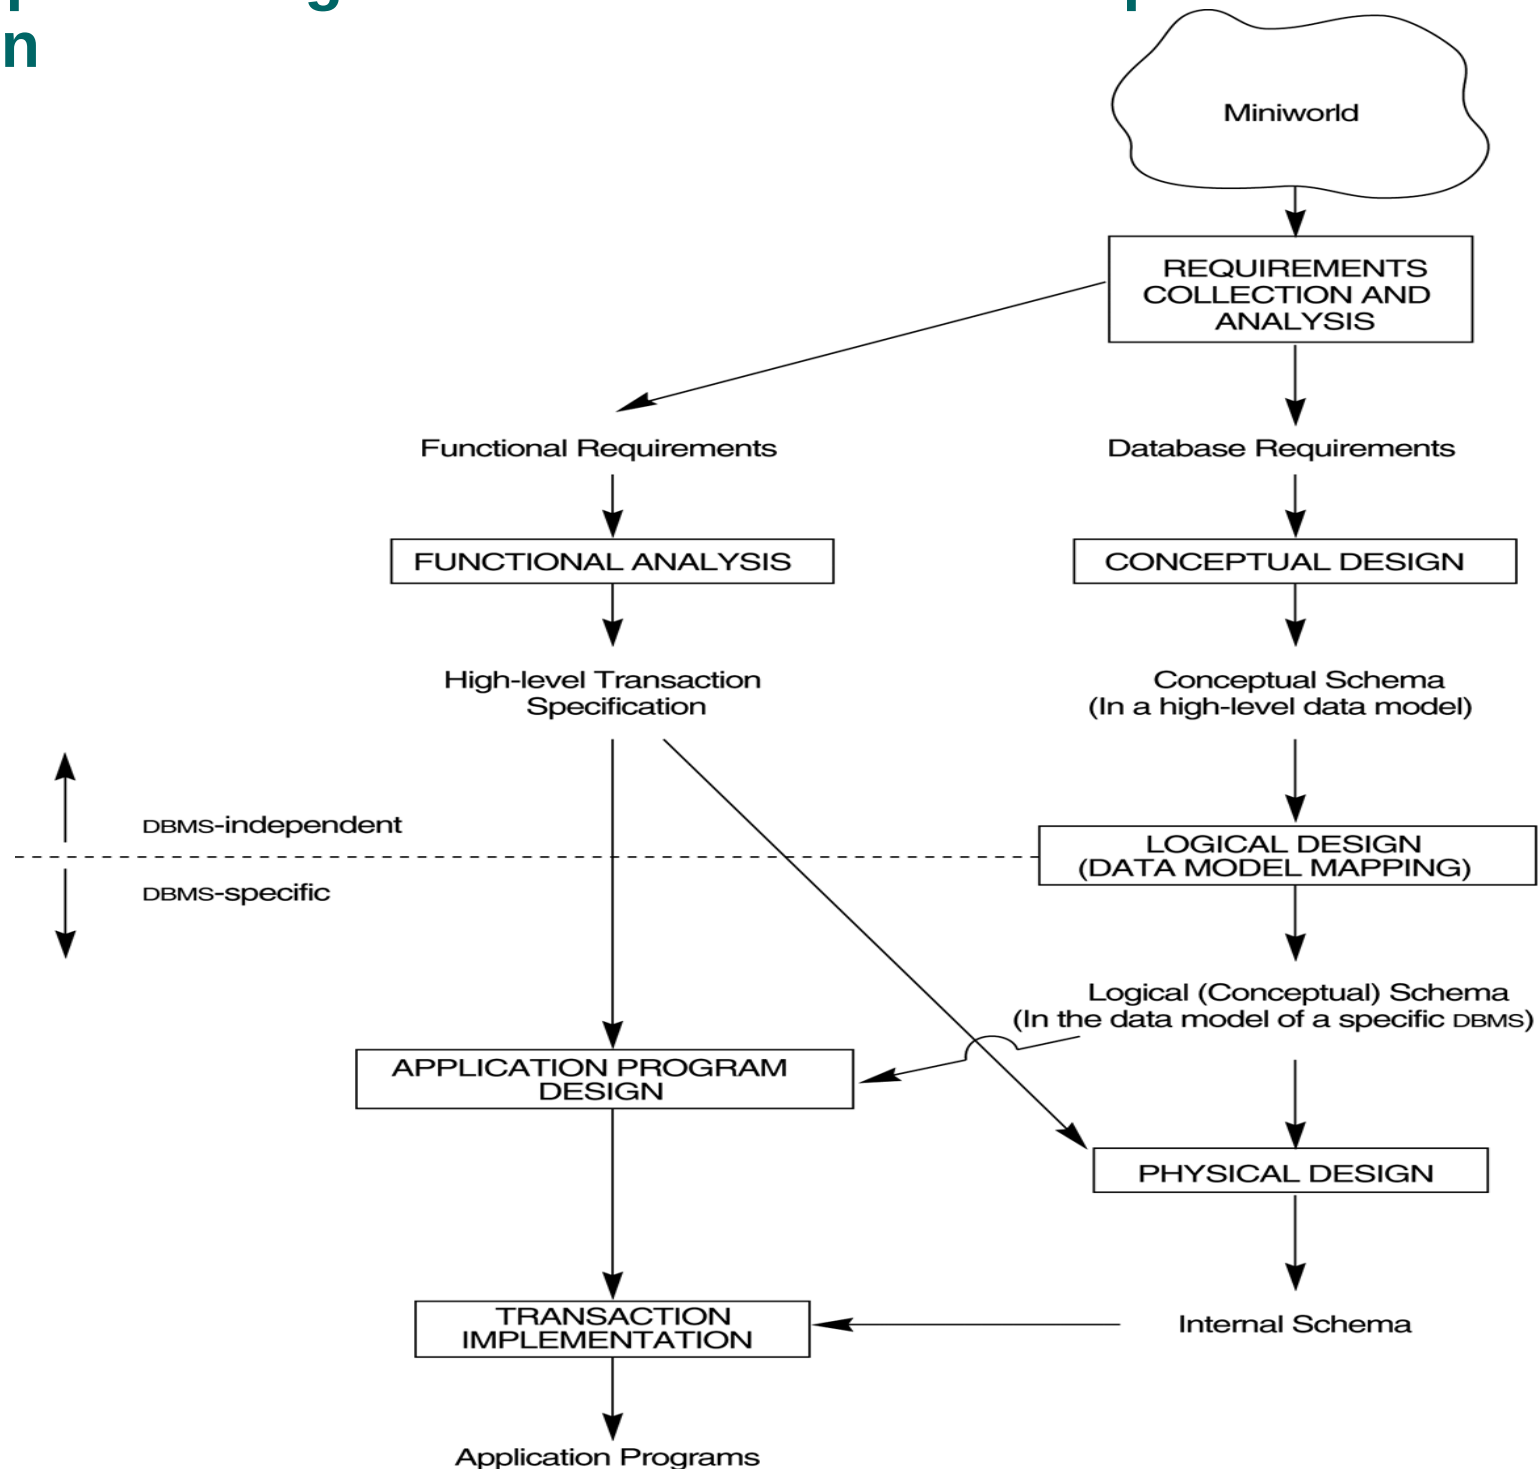 n
Miniworld
REQUIREMENTS
COLLECTION AND
ANALYSIS
Functional Requirements
Database Requirements
FUNCTIONAL ANALYSIS
CONCEPTUAL DESIGN
High-level Transaction
Specification
Conceptual Schema
(In a high-level data model)
DBMS-independent
LOGICAL DESIGN
(DATA MODEL MAPPING)
DBMS-specific
Logical (Conceptual) Schema
(In the data model of a specific DBMS)
APPLICATION PROGRAM
DESIGN
PHYSICAL DESIGN
TRANSACTION
IMPLEMENTATION
Internal Schema
Application Programs